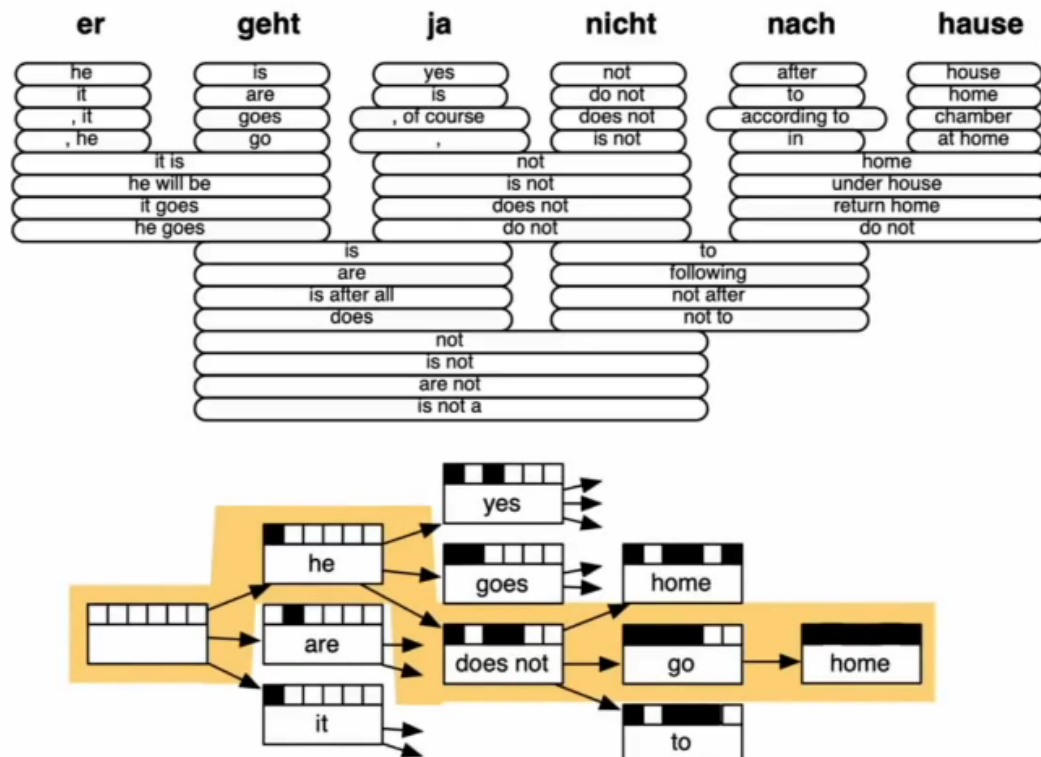 er geht ja nicht nach hause
he is yes not after house
it are is do not to home
, it goes , of course does not according to chamber
, he go , is not in at home
it is not home
he will be is not under house
it goes does not return home
he goes do not do not
is to
are following
is after all not after
does not to
not
is not
are not
is not a
yes
he
goes home
are
does not go home
it
to